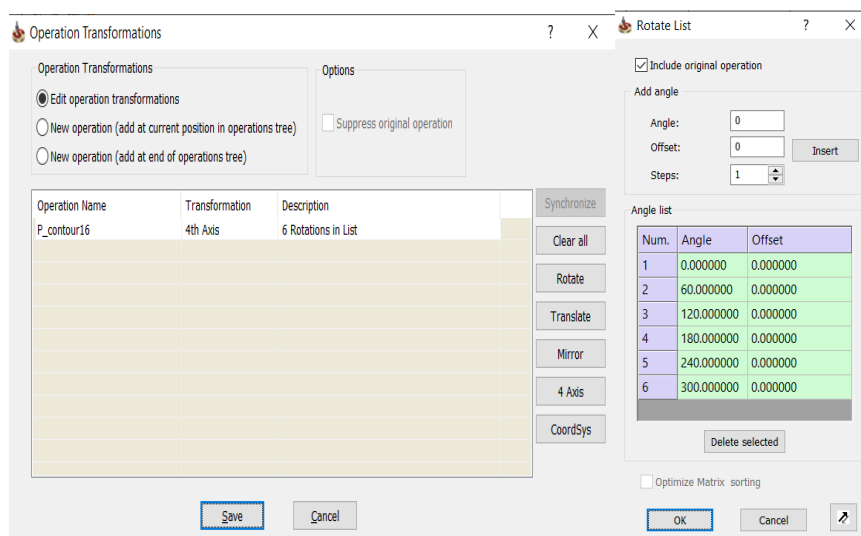 Operation Transformations
?
X
Operation Transformations
Edit operation transformations
New operation (add at current position in operations tree)
New operation (add at end of operations tree)
Options
Suppress original operation
Operation Name Transformation Description
P_contour16 4th Axis 6 Rotations in List
Synchronize
Clear all
Rotate
Translate
Mirror
4 Axis
CoordSys
Save Cancel
Rotate List
?
X
Include original operation
Add angle
Angle: 0
Offset: 0
Insert
Steps: 1
Angle list
Num. Angle Offset
1 0.000000 0.000000
2 60.000000 0.000000
3 120.000000 0.000000
4 180.000000 0.000000
5 240.000000 0.000000
6 300.000000 0.000000
Delete selected
Optimize Matrix sorting
OK Cancel